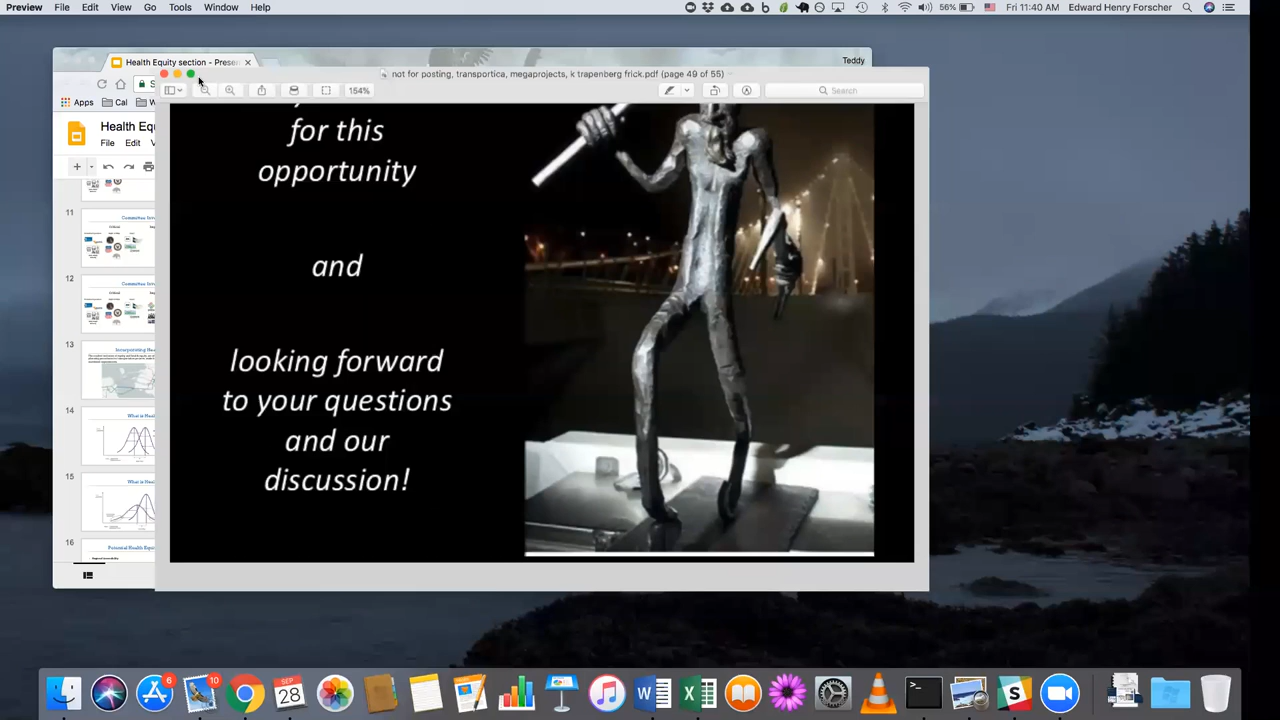 Preview File Edit View Go Tools Window Help
56% Fri 11:40 AM Edward Henry Forscher
Health Equity section - Preser
Teddy
not for posting, transportica, megaprojects, k trapenberg frick.pdf (page 49 of 55)
Apps Cal
154%
Search
Health Equ
File Edit
11
12
13
14
15
16
for this
opportunity
and
looking forward
to your questions
and our
discussion!
6
10
SEP
28